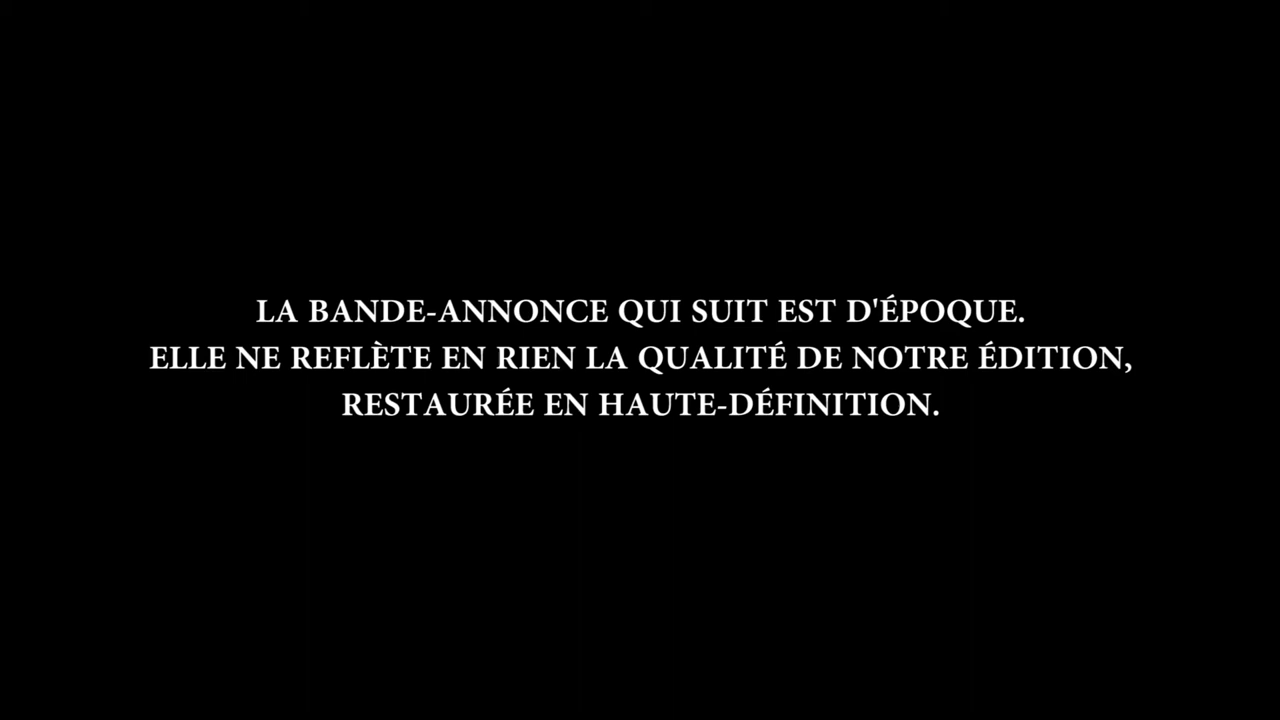 LA BANDE-ANNONCE QUI SUIT EST D'ÉPOQUE.
ELLE NE REFLÈTE EN RIEN LA QUALITÉ DE NOTRE ÉDITION,
RESTAURÉE EN HAUTE-DÉFINITION.